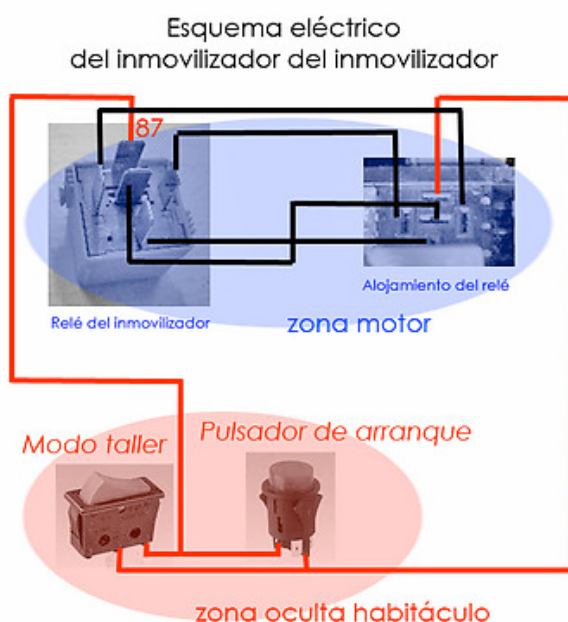 Esquema eléctrico
del inmovilizador del inmovilizador
87
Relé del inmovilizador
Alojamiento del relé
zona motor
Modo taller
Pulsador de arranque
zona oculta habitáculo